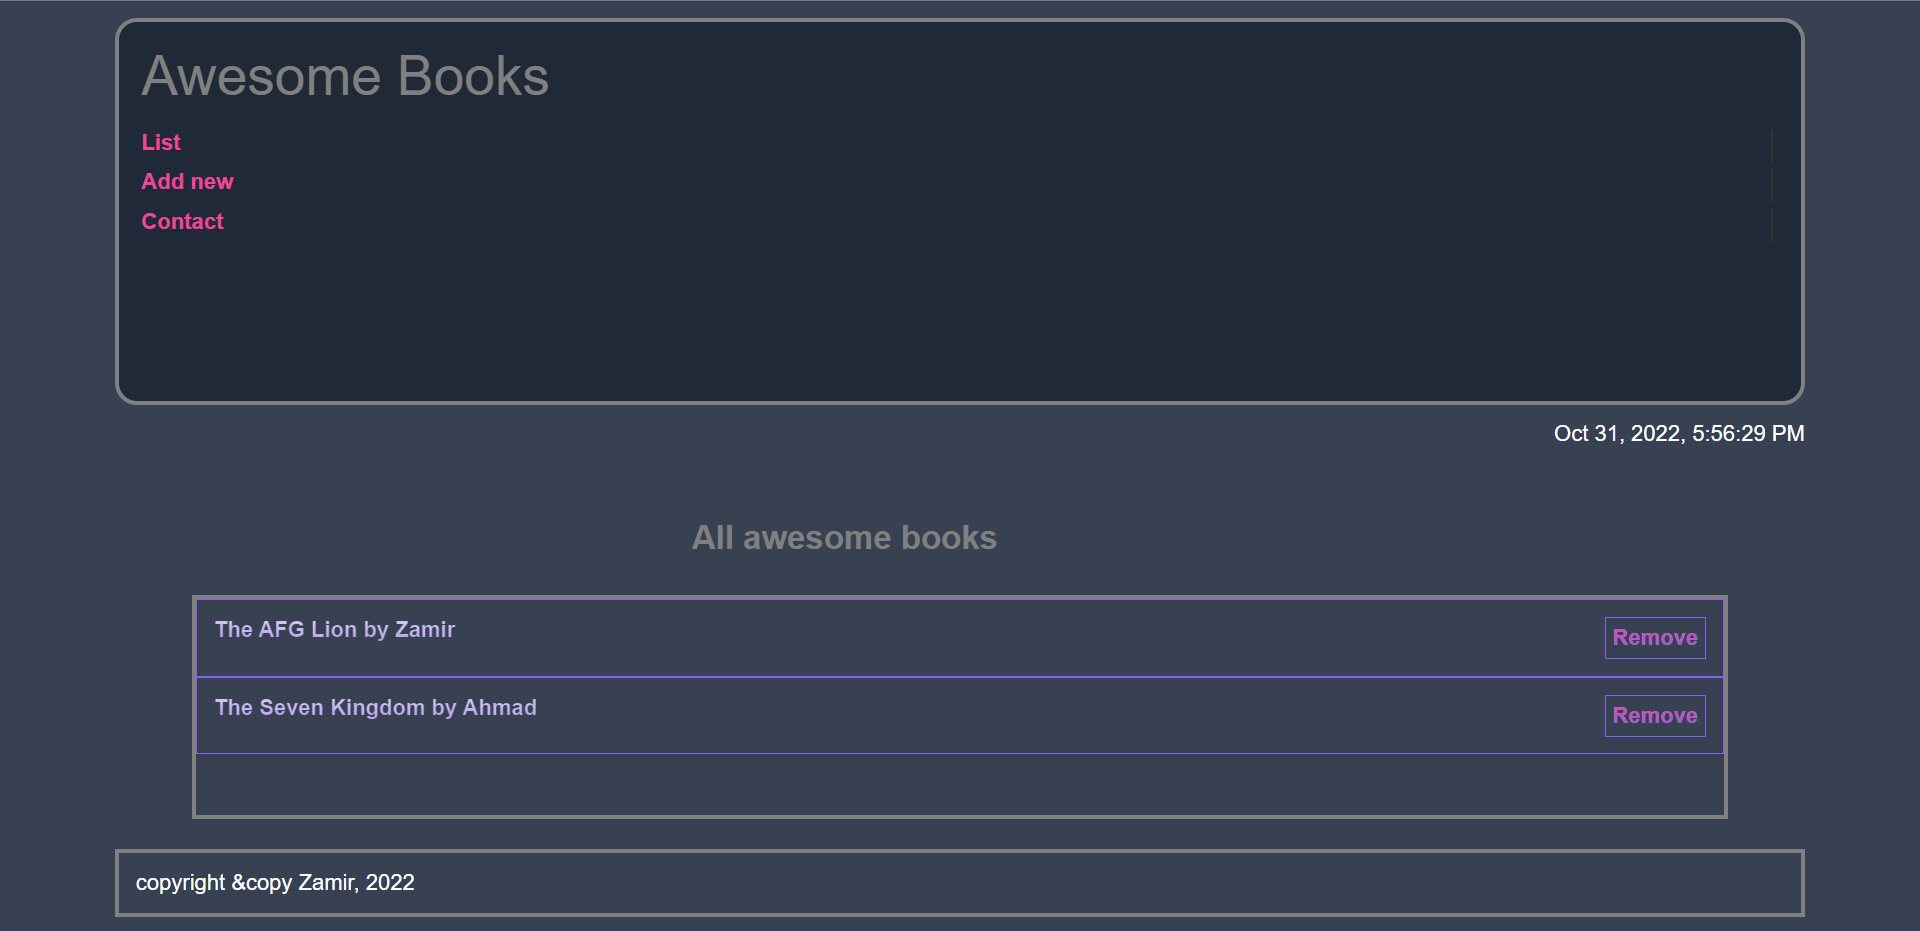 Awesome Books
List
Add new
Contact
Oct 31, 2022, 5:56:29 PM
All awesome books
The AFG Lion by Zamir
Remove
The Seven Kingdom by Ahmad
Remove
copyright &copy Zamir, 2022